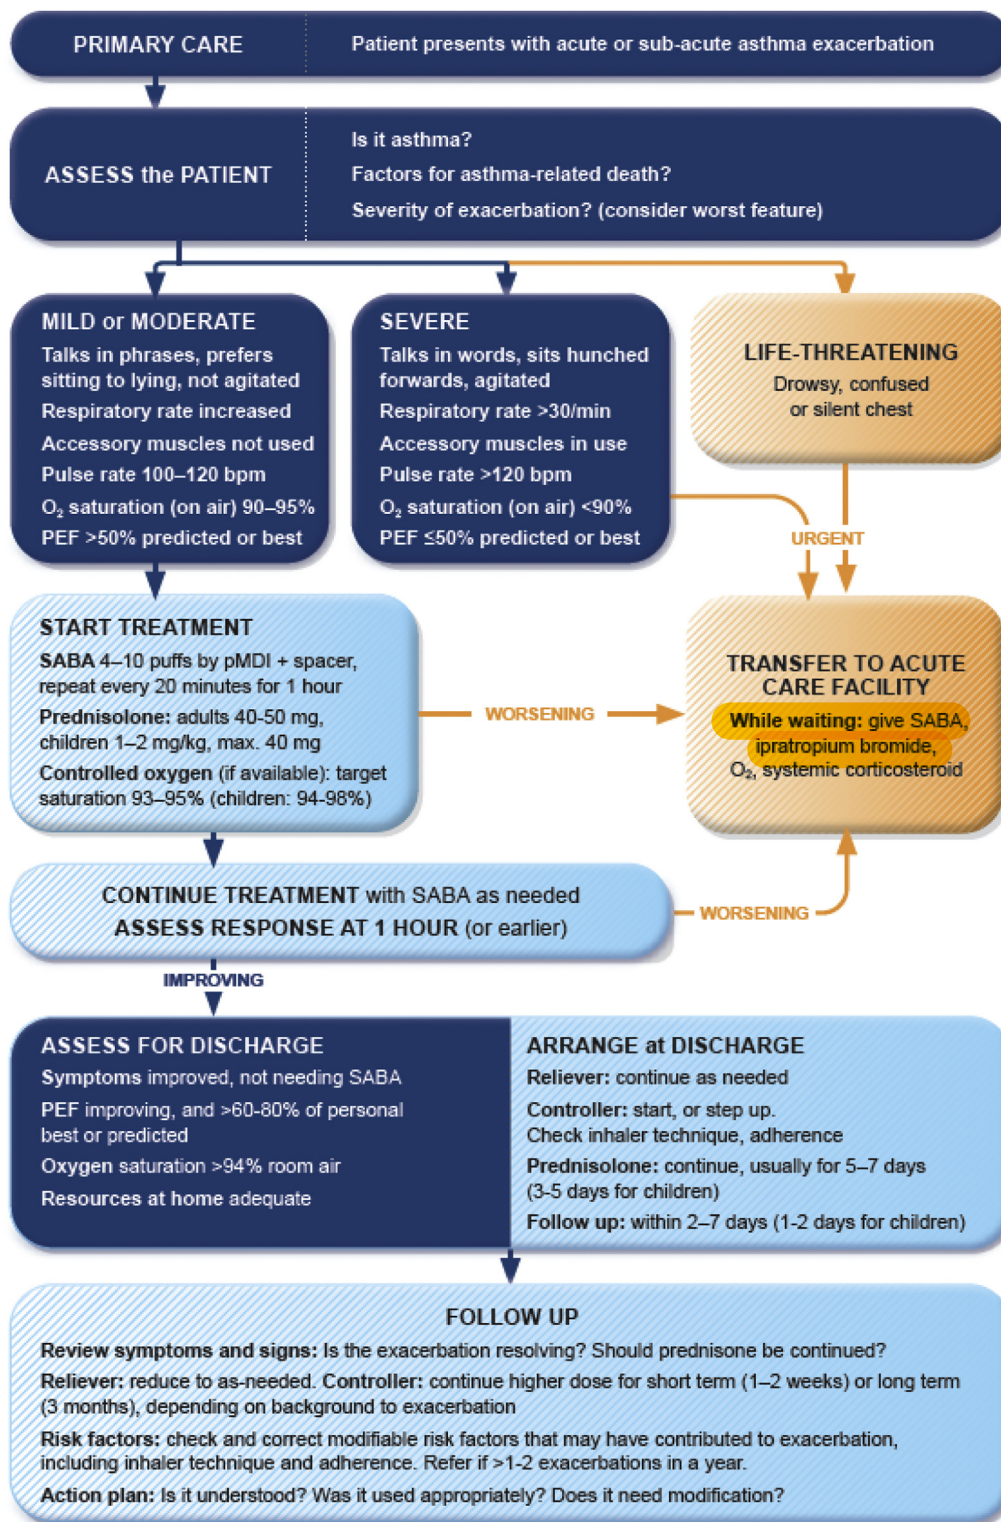 PRIMARY CARE
Patient presents with acute or sub-acute asthma exacerbation
ASSESS the PATIENT
Is it asthma?
Factors for asthma-related death?
Severity of exacerbation? (consider worst feature)
MILD or MODERATE
Talks in phrases, prefers
sitting to lying, not agitated
Respiratory rate increased
Accessory muscles not used
Pulse rate 100–120 bpm
O₂ saturation (on air) 90–95%
PEF >50% predicted or best
SEVERE
Talks in words, sits hunched
forwards, agitated
Respiratory rate >30/min
Accessory muscles in use
Pulse rate >120 bpm
O₂ saturation (on air) <90%
PEF ≤50% predicted or best
LIFE-THREATENING
Drowsy, confused
or silent chest
URGENT
START TREATMENT
SABA 4–10 puffs by pMDI + spacer,
repeat every 20 minutes for 1 hour
Prednisolone: adults 40-50 mg,
children 1–2 mg/kg, max. 40 mg
Controlled oxygen (if available): target
saturation 93–95% (children: 94-98%)
WORSENING
TRANSFER TO ACUTE
CARE FACILITY
While waiting: give SABA,
ipratropium bromide,
O₂, systemic corticosteroid
CONTINUE TREATMENT with SABA as needed
ASSESS RESPONSE AT 1 HOUR (or earlier)
WORSENING
IMPROVING
ASSESS FOR DISCHARGE
Symptoms improved, not needing SABA
PEF improving, and >60-80% of personal
best or predicted
Oxygen saturation >94% room air
Resources at home adequate
ARRANGE at DISCHARGE
Reliever: continue as needed
Controller: start, or step up.
Check inhaler technique, adherence
Prednisolone: continue, usually for 5–7 days
(3-5 days for children)
Follow up: within 2–7 days (1-2 days for children)
FOLLOW UP
Review symptoms and signs: Is the exacerbation resolving? Should prednisone be continued?
Reliever: reduce to as-needed. Controller: continue higher dose for short term (1–2 weeks) or long term
(3 months), depending on background to exacerbation
Risk factors: check and correct modifiable risk factors that may have contributed to exacerbation,
including inhaler technique and adherence. Refer if >1-2 exacerbations in a year.
Action plan: Is it understood? Was it used appropriately? Does it need modification?